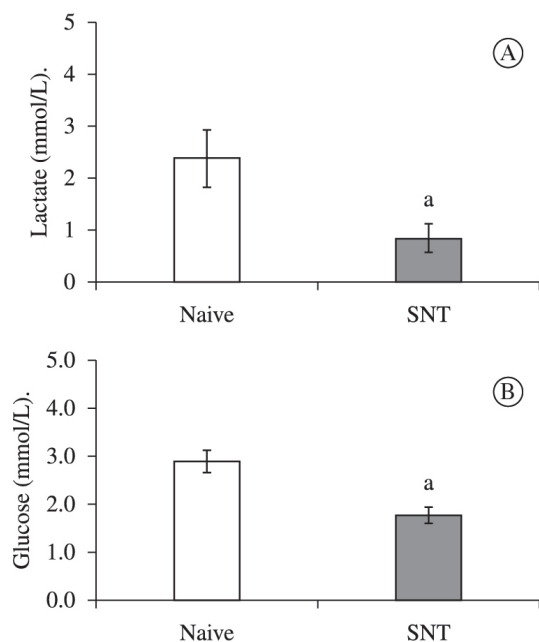 5
A
4
3
2
1
0
Lactate (mmol/L).
a
Naive SNT
5.0
B
4.0
3.0
2.0
1.0
0.0
Glucose (mmol/L).
a
Naive SNT